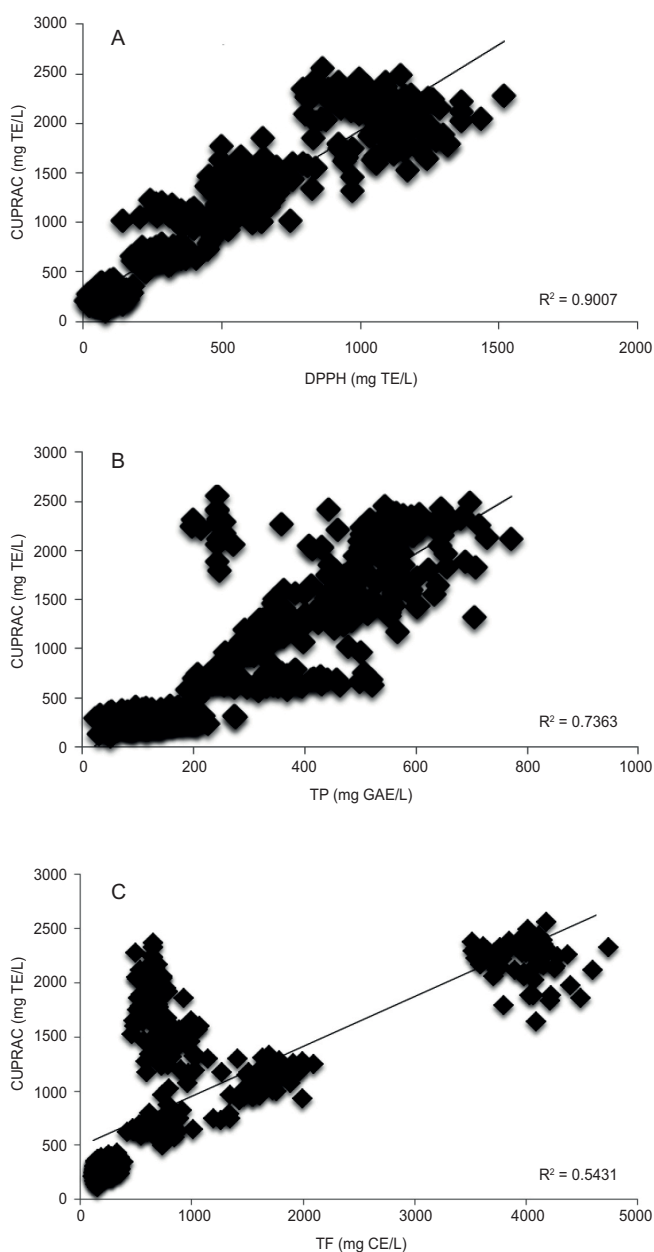 A
CUPRAC (mg TE/L)
3000
2500
2000
1500
1000
500
0
0 500 1000 1500 2000
R² = 0.9007
DPPH (mg TE/L)
B
CUPRAC (mg TE/L)
3000
2500
2000
1500
1000
500
0
0 200 400 600 800 1000
R² = 0.7363
TP (mg GAE/L)
C
CUPRAC (mg TE/L)
3000
2500
2000
1500
1000
500
0
0 1000 2000 3000 4000 5000
R² = 0.5431
TF (mg CE/L)